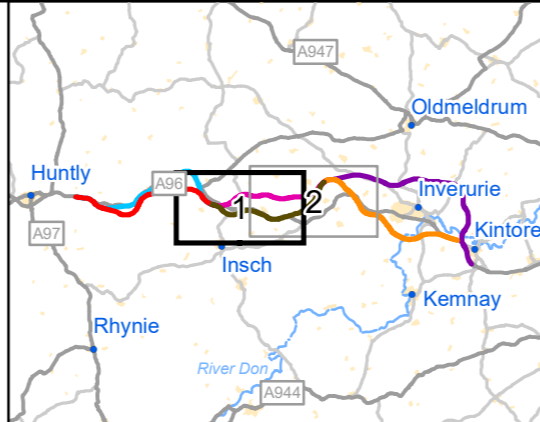 A947
Oldmeldrum
Huntly
A96
Inverurie
1
2
A97
Kintore
Insch
Kemnay
Rhynie
River Don
A944